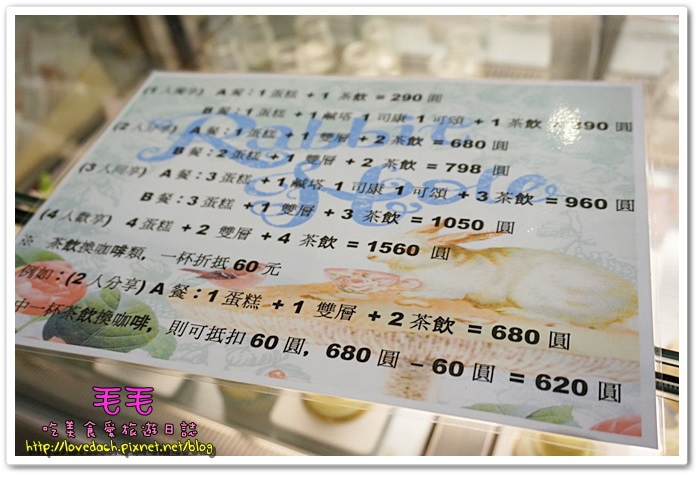 (1人獨享) A 餐：1 蛋糕 + 1 茶飲 = 290 圓
B 餐：1 蛋糕 +1 鹹塔 1 司康 1 可頌 + 1 茶飲 = 390 圓
(2人分享) A 餐：1 蛋糕 + 1 雙層 + 2 茶飲 = 680 圓
B 餐：2 蛋糕 + 1 雙層 + 2 茶飲 = 798 圓
(3人同享) A 餐：3 蛋糕 +1 鹹塔 1 司康 1 可頌 + 3 茶飲 = 960 圓
B 餐：3 蛋糕 + 1 雙層 + 3 茶飲 = 1050 圓
(4人歡享) 4 蛋糕 + 2 雙層 + 4 茶飲 = 1560 圓
※ 茶飲換咖啡類，一杯折抵 60 元
例如：(2人分享) A 餐：1 蛋糕 + 1 雙層 + 2 茶飲 = 680 圓
中一杯茶飲換咖啡，則可抵扣 60 圓，680 圓 – 60 圓 = 620 圓
Rabbit
Hole
毛毛
吃美食愛旅遊日誌
http://lovedach.pixnet.net/blog